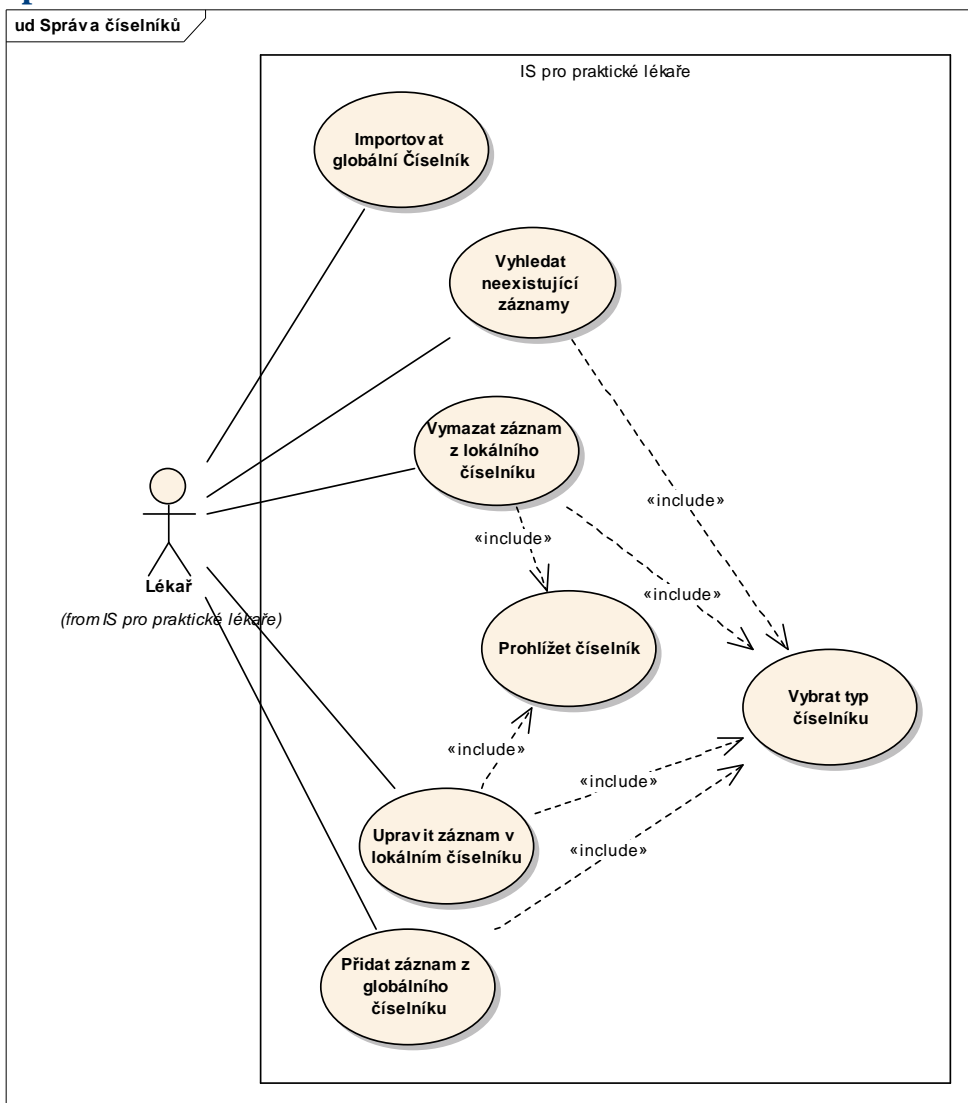 ud Správa číselníků
IS pro praktické lékaře
Importovat
globální Číselník
Vyhledat
neexistující
záznamy
Vymazat záznam
z lokálního
číselníku
«include»
«include»
«include»
Lékař
(from IS pro praktické lékaře)
Prohlížet číselník
Vybrat typ
číselníku
«include»
«include»
Upravit záznam v
lokálním číselníku
«include»
Přidat záznam z
globálního
číselníku